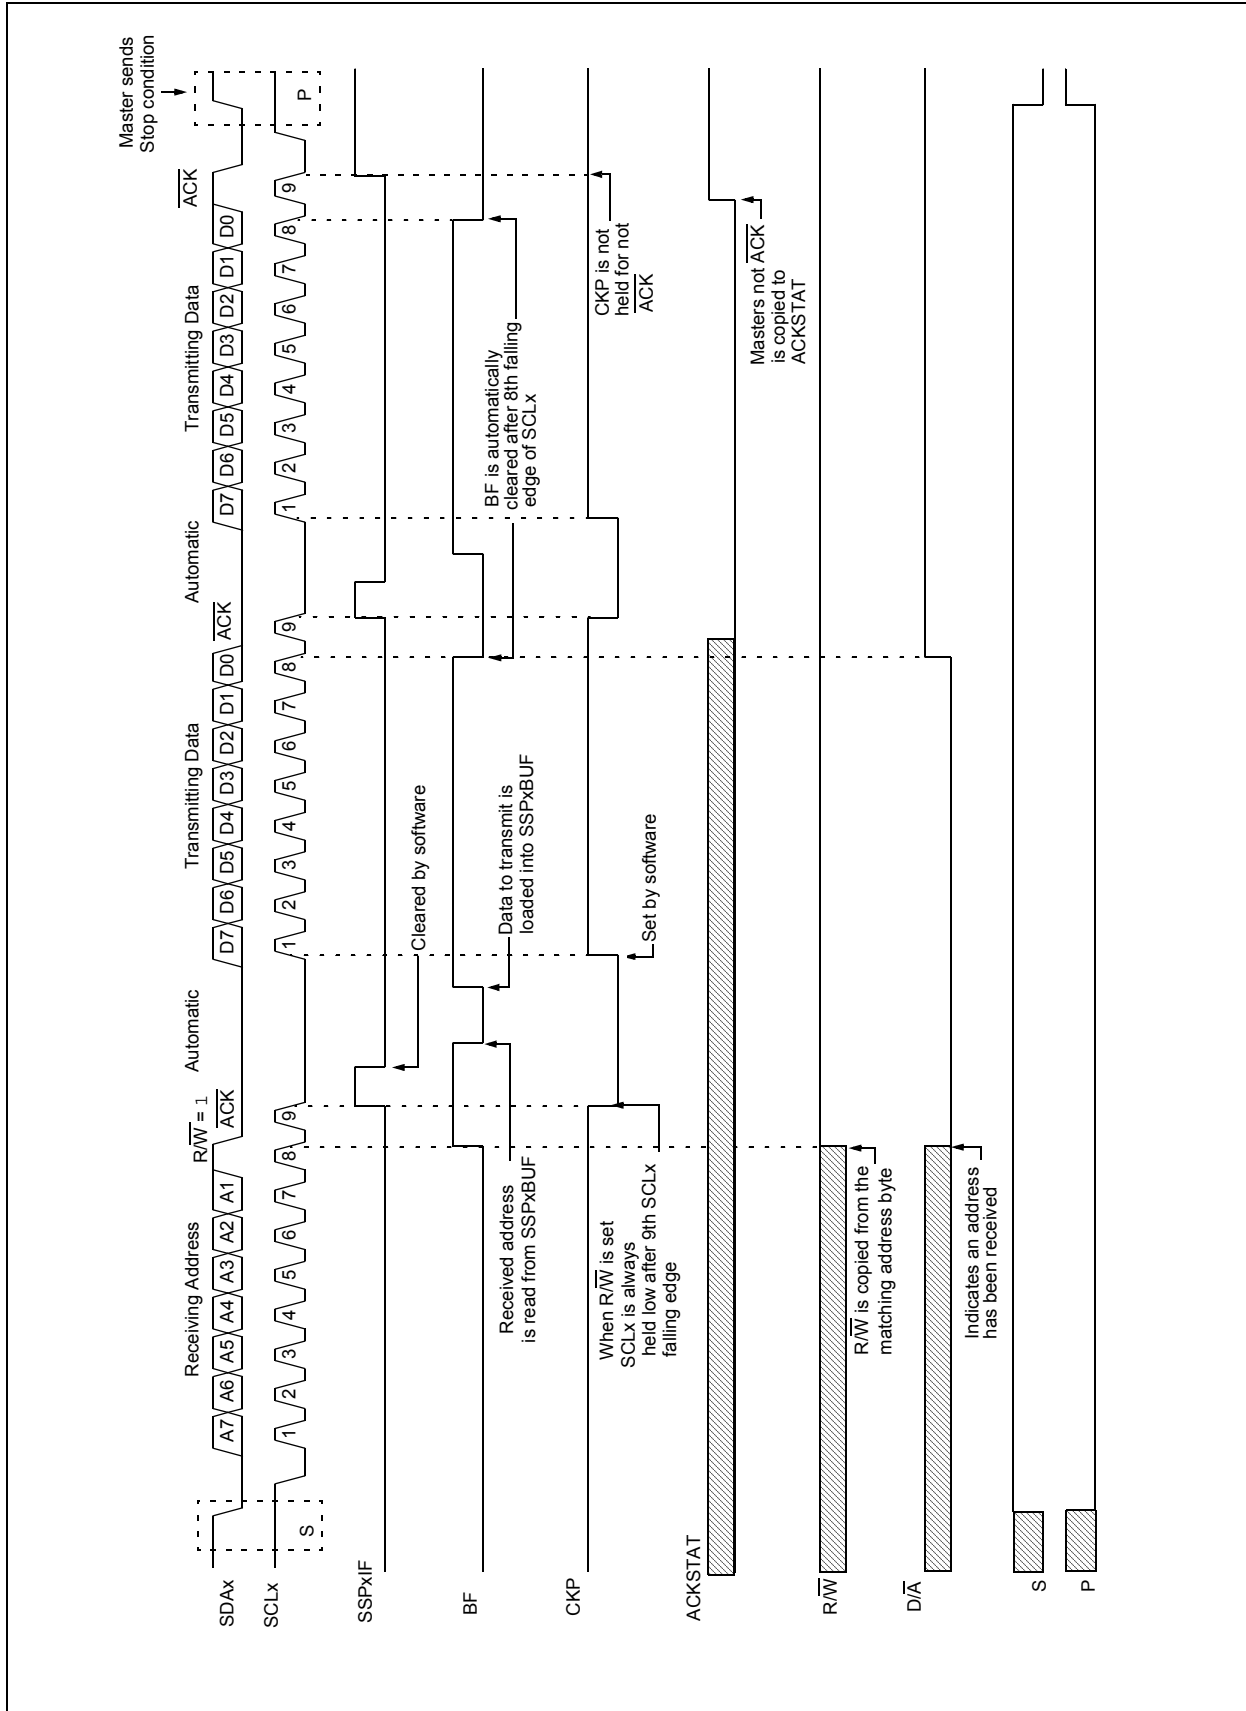 Master sends
Stop condition
Receiving Address
R/W = 1
ACK
Automatic
Transmitting Data
ACK
Automatic
Transmitting Data
ACK
SDAx
A7 A6 A5 A4 A3 A2 A1
D7 D6 D5 D4 D3 D2 D1 D0
D7 D6 D5 D4 D3 D2 D1 D0
SCLx
S
1 2 3 4 5 6 7 8 9
1 2 3 4 5 6 7 8 9
1 2 3 4 5 6 7 8 9
P
SSPxIF
Cleared by software
BF
Received address
is read from SSPxBUF
Data to transmit is
loaded into SSPxBUF
BF is automatically
cleared after 8th falling
edge of SCLx
CKP
When R/W is set
SCLx is always
held low after 9th SCLx
falling edge
Set by software
CKP is not
held for not
ACK
ACKSTAT
Masters not ACK
is copied to
ACKSTAT
R/W
R/W is copied from the
matching address byte
D/A
Indicates an address
has been received
S
P